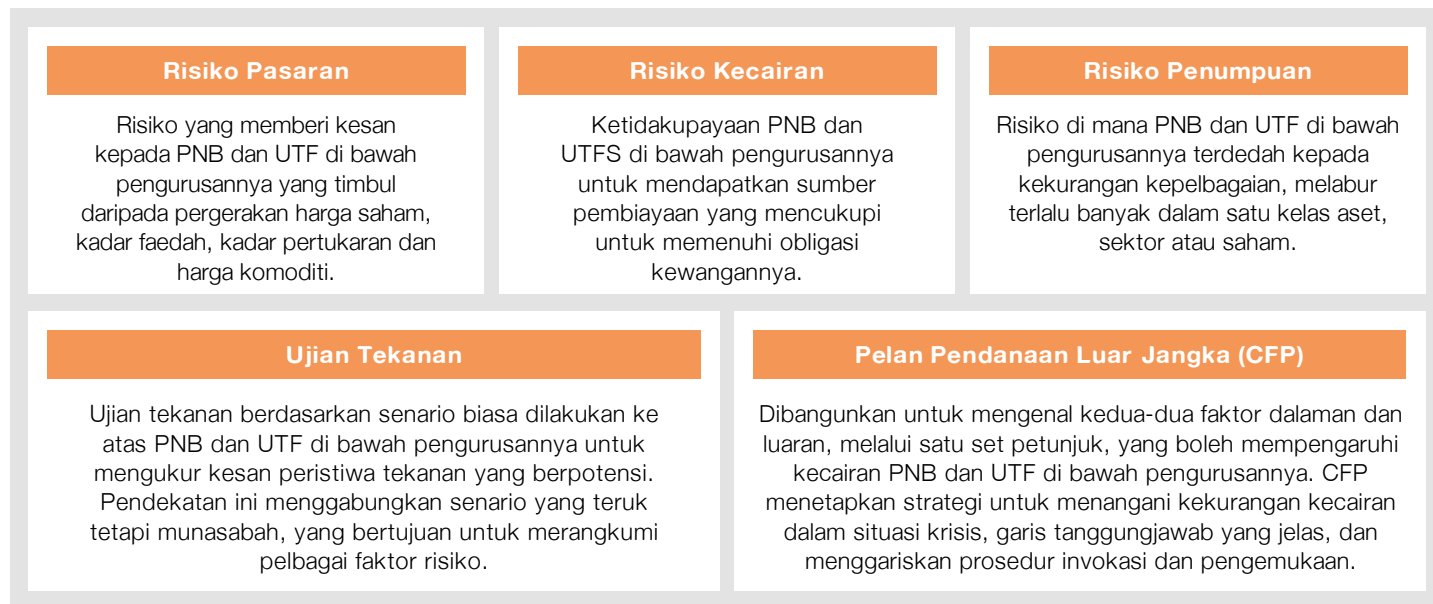 Risiko Pasaran
Risiko yang memberi kesan
kepada PNB dan UTF di bawah
pengurusannya yang timbul
daripada pergerakan harga saham,
kadar faedah, kadar pertukaran dan
harga komoditi.
Risiko Kecairan
Ketidakupayaan PNB dan
UTFS di bawah pengurusannya
untuk mendapatkan sumber
pembiayaan yang mencukupi
untuk memenuhi obligasi
kewangannya.
Risiko Penumpuan
Risiko di mana PNB dan UTF di bawah
pengurusannya terdedah kepada
kekurangan kepelbagaian, melabur
terlalu banyak dalam satu kelas aset,
sektor atau saham.
Ujian Tekanan
Ujian tekanan berdasarkan senario biasa dilakukan ke
atas PNB dan UTF di bawah pengurusannya untuk
mengukur kesan peristiwa tekanan yang berpotensi.
Pendekatan ini menggabungkan senario yang teruk
tetapi munasabah, yang bertujuan untuk merangkumi
pelbagai faktor risiko.
Pelan Pendanaan Luar Jangka (CFP)
Dibangunkan untuk mengenal kedua-dua faktor dalaman dan
luaran, melalui satu set petunjuk, yang boleh mempengaruhi
kecairan PNB dan UTF di bawah pengurusannya. CFP
menetapkan strategi untuk menangani kekurangan kecairan
dalam situasi krisis, garis tanggungjawab yang jelas, dan
menggariskan prosedur invokasi dan pengemukaan.